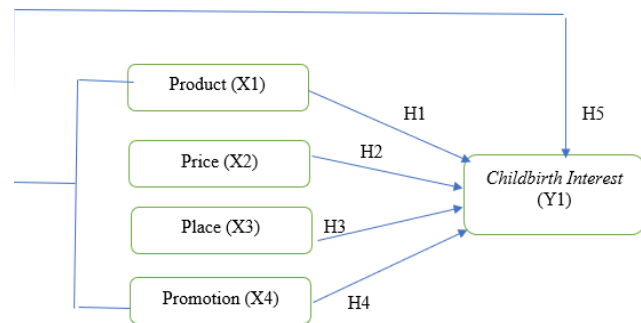 Product (X1)
H1
H5
Price (X2)
H2
Childbirth Interest
(Y1)
Place (X3)
H3
Promotion (X4)
H4